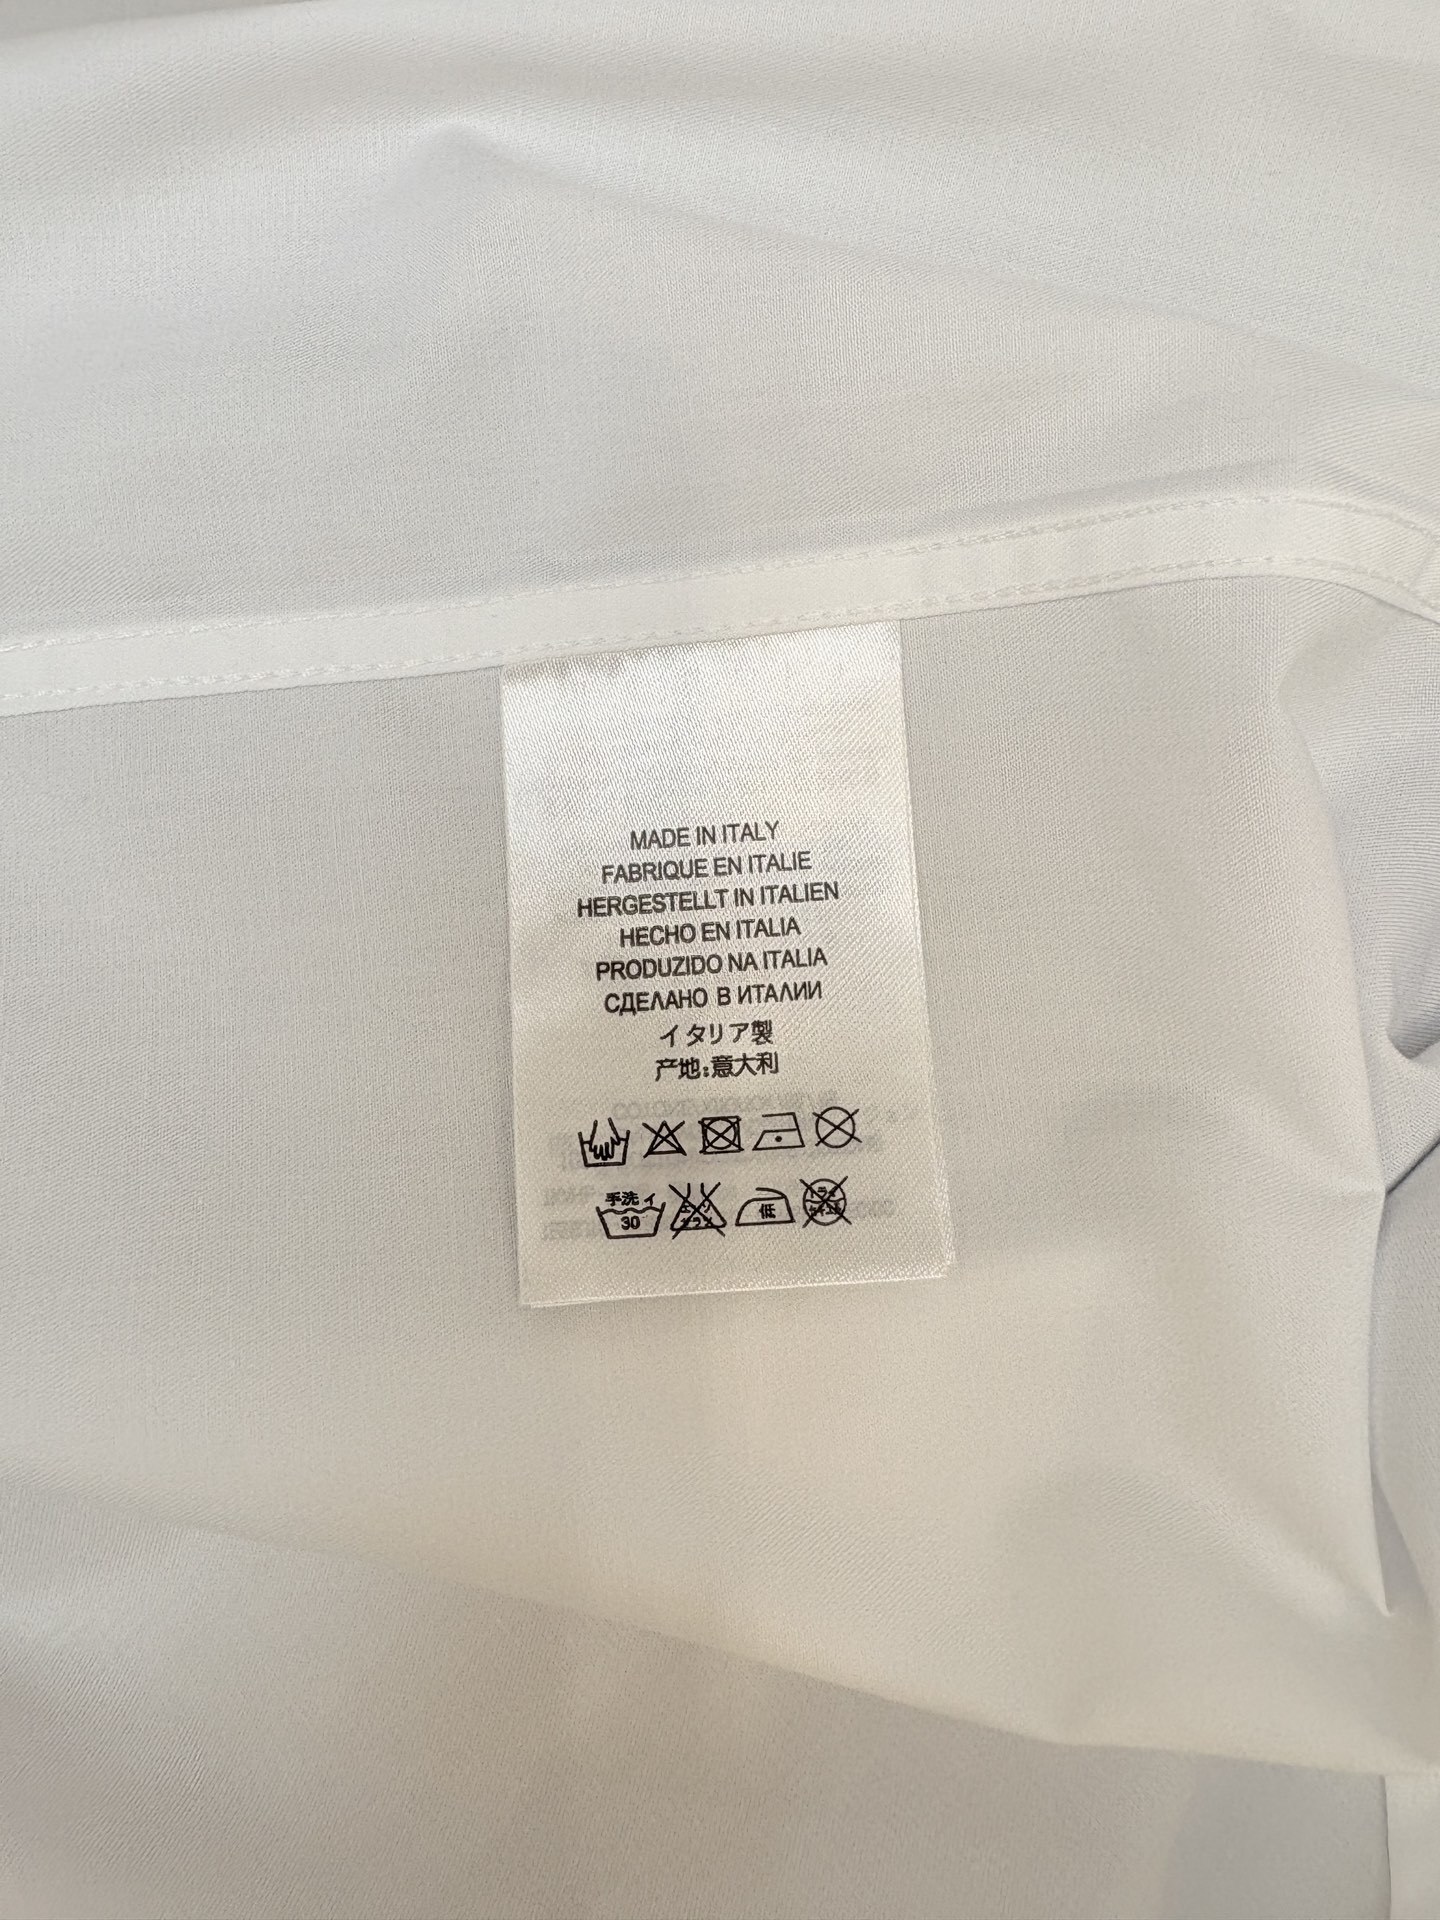 MADE IN ITALY
FABRIQUE EN ITALIE
HERGESTELLT IN ITALIEN
HECHO EN ITALIA
PRODUZIDO NA ITALIA
СДЕЛАНО В ИТАЛИИ
イタリア製
产地:意大利
手洗イ 30 低